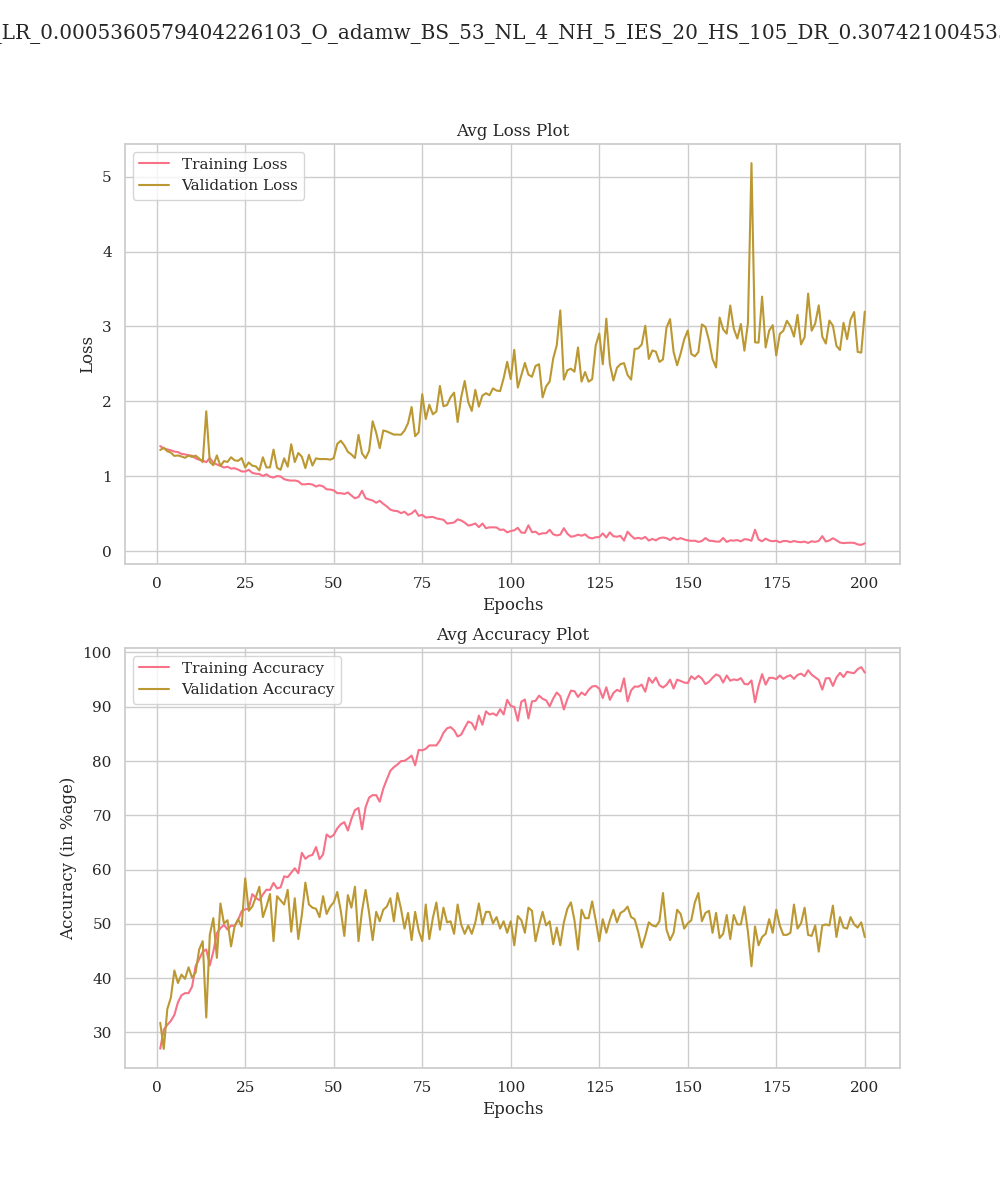 _LR_0.0005360579404226103_O_adamw_BS_53_NL_4_NH_5_IES_20_HS_105_DR_0.30742100453
Avg Loss Plot
Training Loss
Validation Loss
5
4
3
2
1
0
Loss
0 25 50 75 100 125 150 175 200
Epochs
Avg Accuracy Plot
Training Accuracy
Validation Accuracy
100
90
80
70
60
50
40
30
Accuracy (in %age)
0 25 50 75 100 125 150 175 200
Epochs